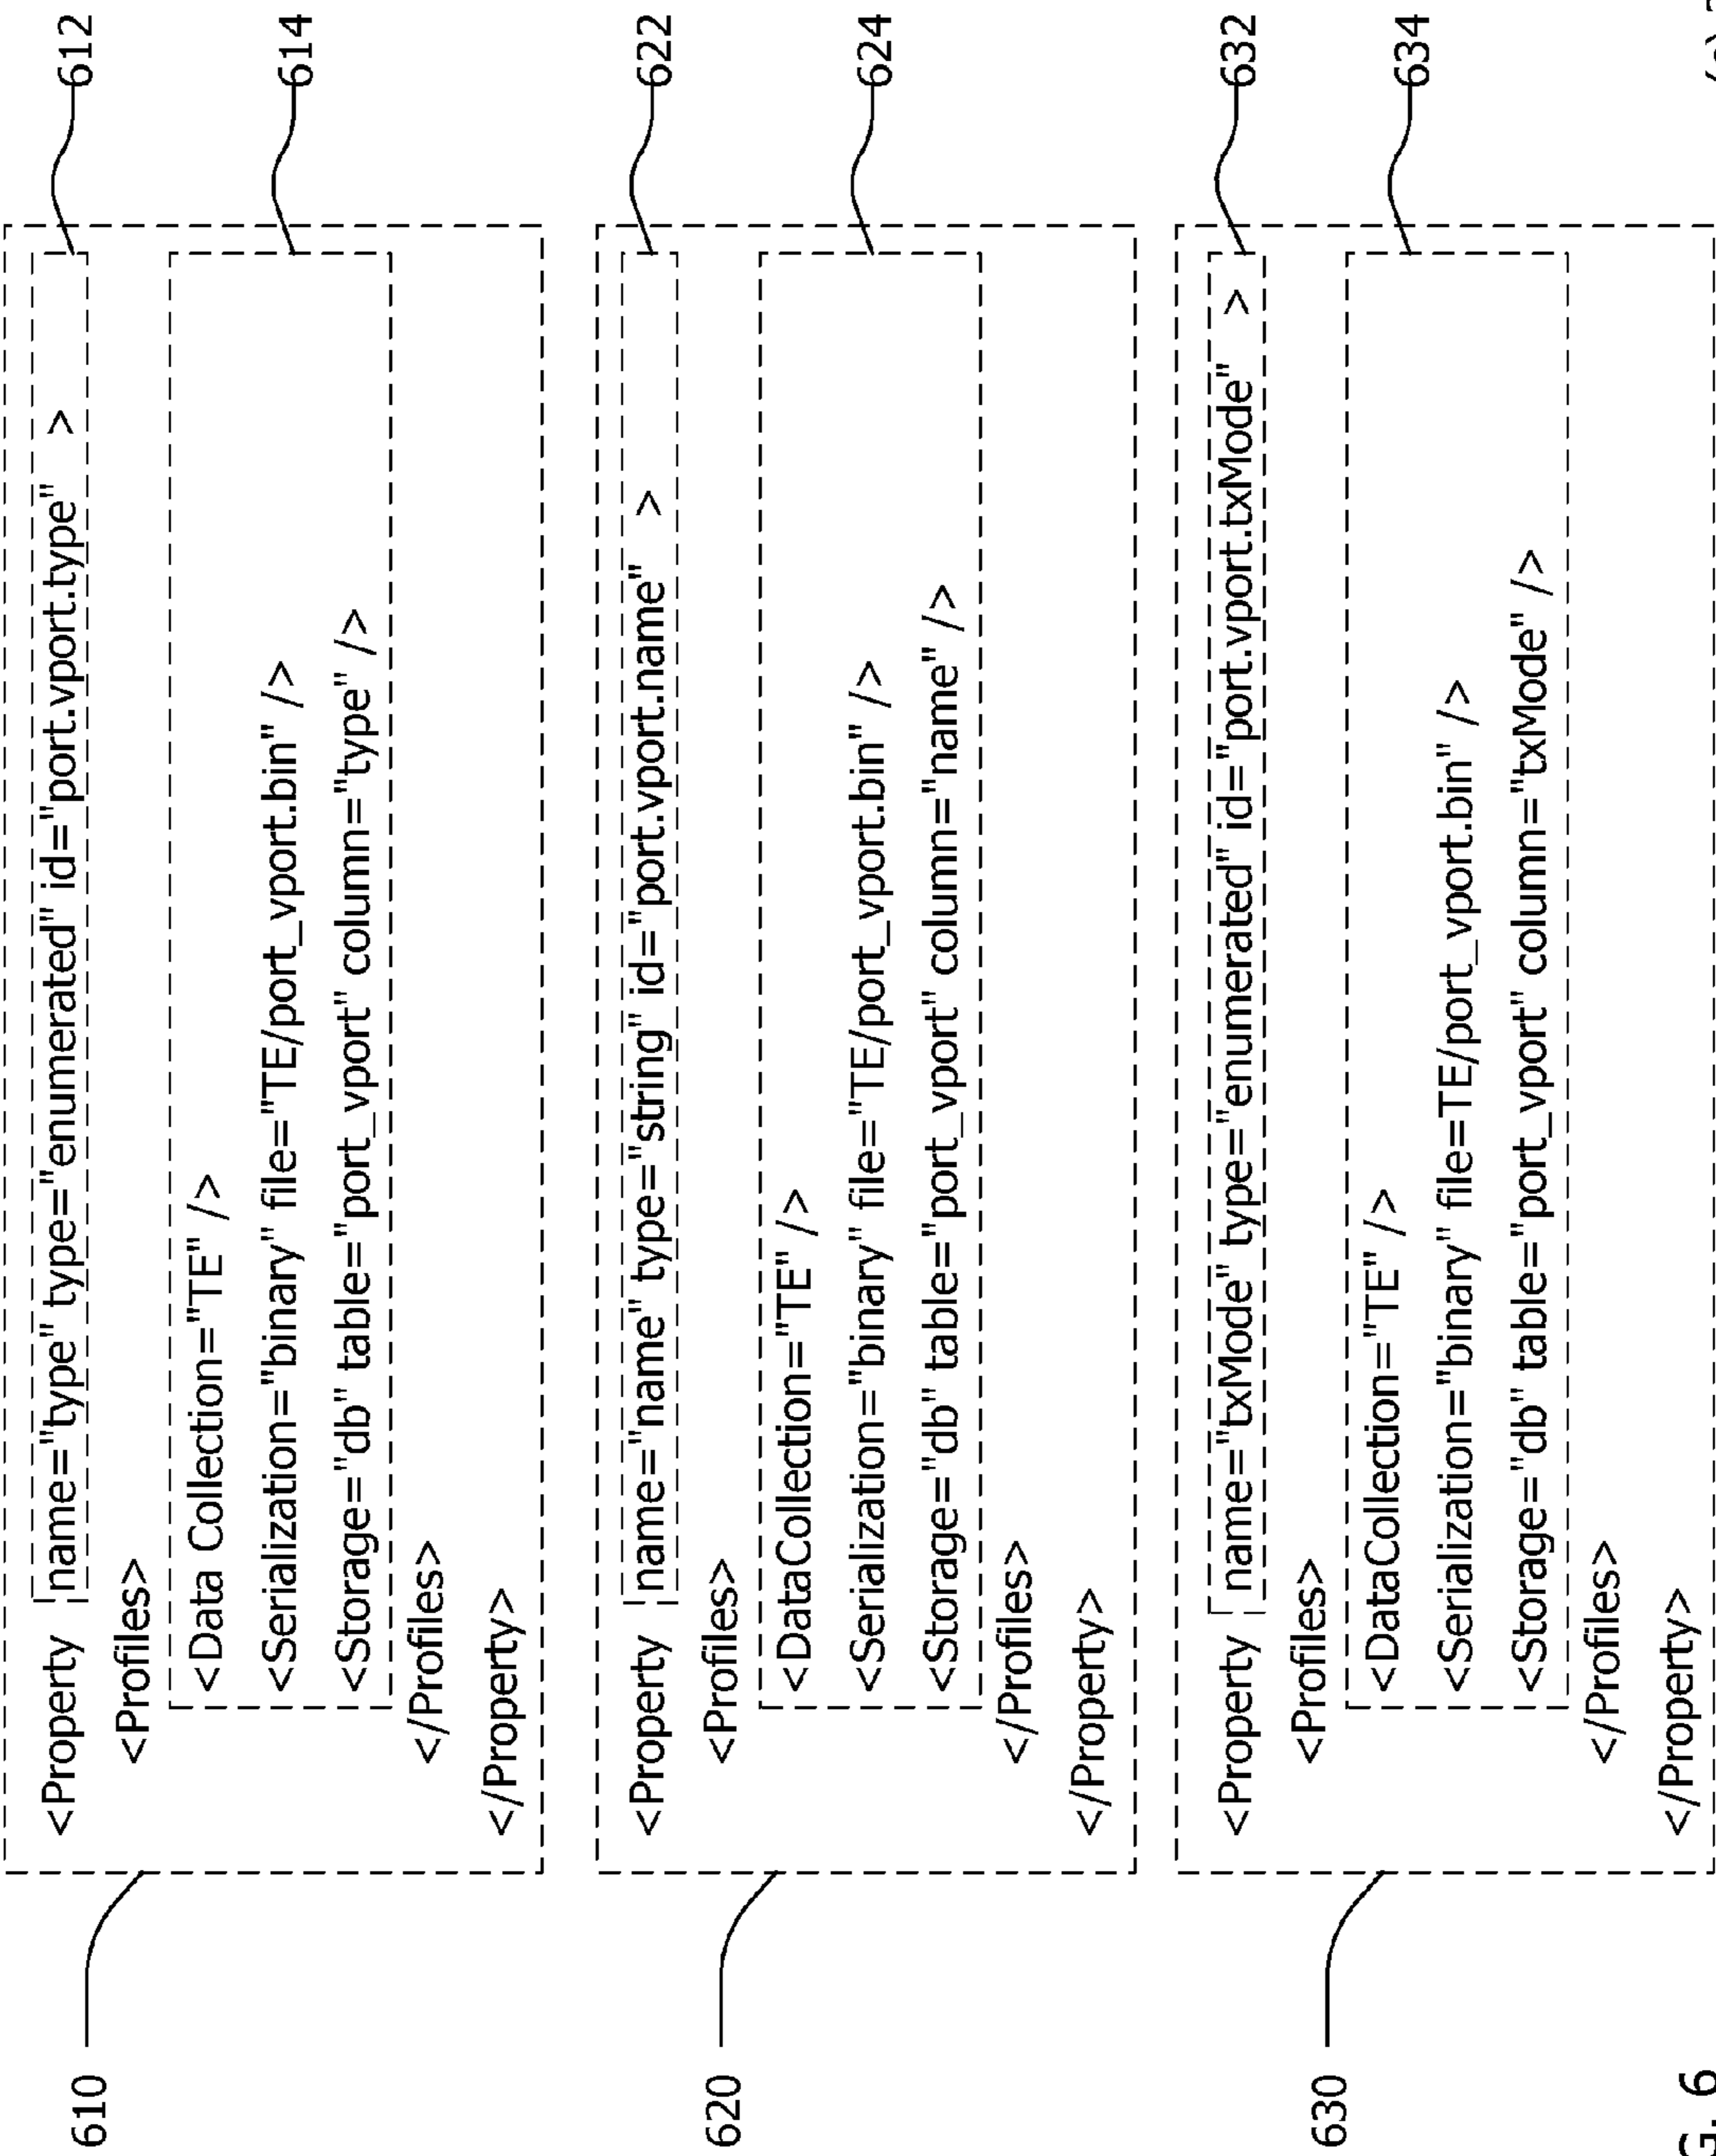 610
<Property name="type" type="enumerated" id="port.vport.type" > 612
<Profiles>
<Data Collection="TE" />
<Serialization="binary" file="TE/port_vport.bin" /> 614
<Storage="db" table="port_vport" column="type" />
</Profiles>
</Property>
620
<Property name="name" type="string" id="port.vport.name" > 622
<Profiles>
<DataCollection="TE" />
<Serialization="binary" file="TE/port_vport.bin" /> 624
<Storage="db" table="port_vport" column="name" />
</Profiles>
</Property>
630
<Property name="txMode" type="enumerated" id="port.vport.txMode" > 632
<Profiles>
<DataCollection="TE" />
<Serialization="binary" file=TE/port_vport.bin" /> 634
<Storage="db" table="port_vport" column="txMode" />
</Profiles>
</Property>
G. 6